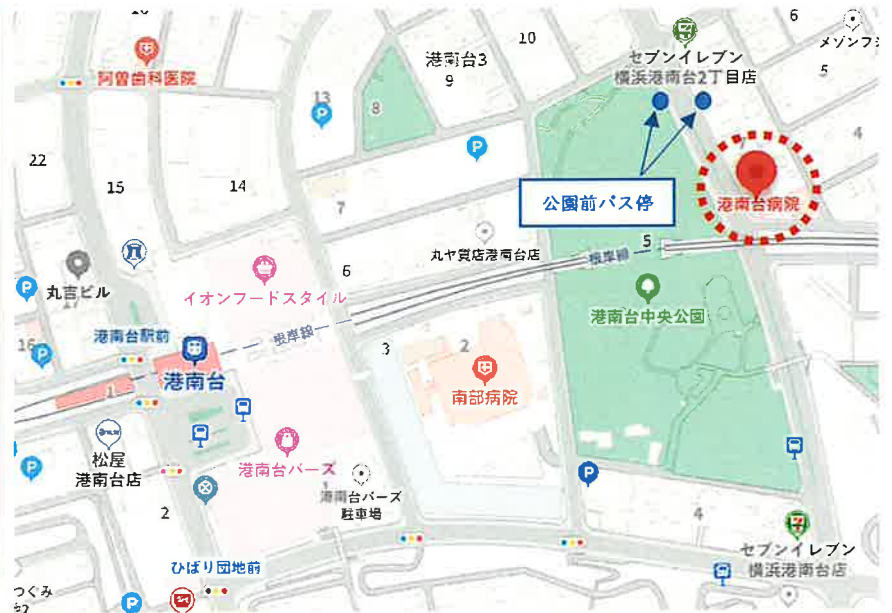 10
6
セブンイレブン
横浜港南台2丁目店
メゾンフジ
阿曽歯科医院
港南台3
9
10
5
13
8
4
22
15
14
公園前バス停
港南台病院
7
丸ヤ質店港南台店
5
根岸線
6
丸吉ビル
17
イオンフードスタイル
港南台中央公園
港南台駅前
根岸線
16
3
2
港南台
南部病院
1
松屋
港南台店
港南台バーズ
港南台バーズ
駐車場
2
4
セブンイレブン
横浜港南台店
ひばり団地前
つぐみ